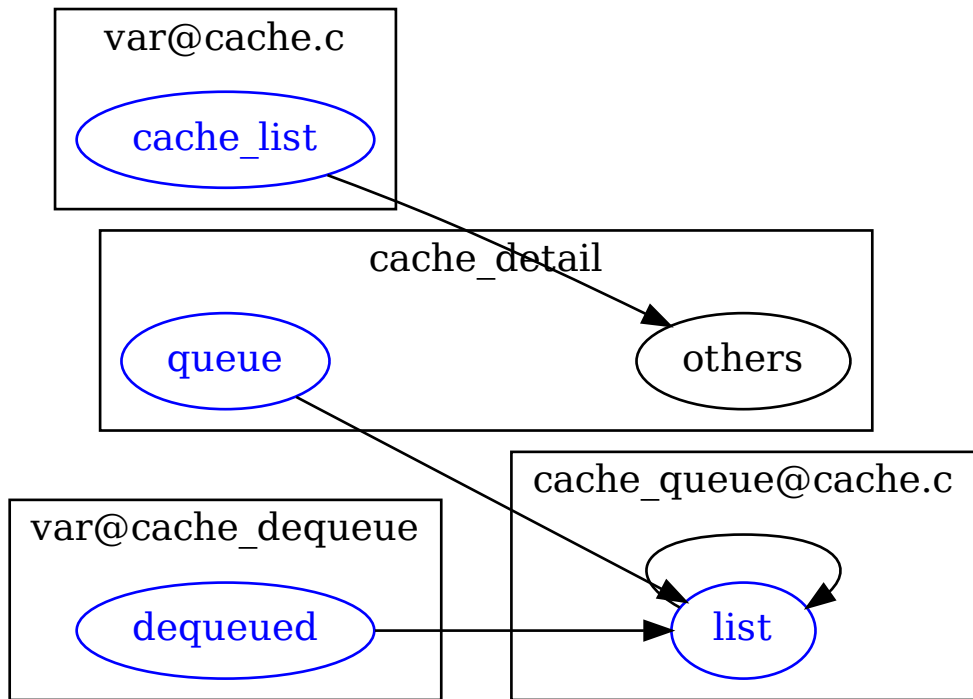 var@cache.c
cache_list
cache_detail
queue
others
cache_queue@cache.c
var@cache_dequeue
dequeued
list